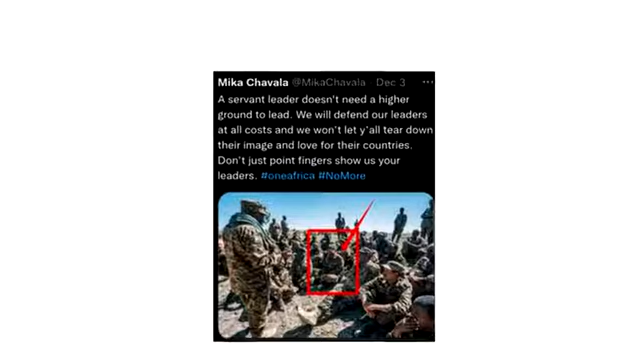 Mika Chavala @MikaChavala Dec 3 ...
A servant leader doesn't need a higher
ground to lead. We will defend our leaders
at all costs and we won't let y'all tear down
their image and love for their countries.
Don't just point fingers show us your
leaders. #oneafrica #NoMore